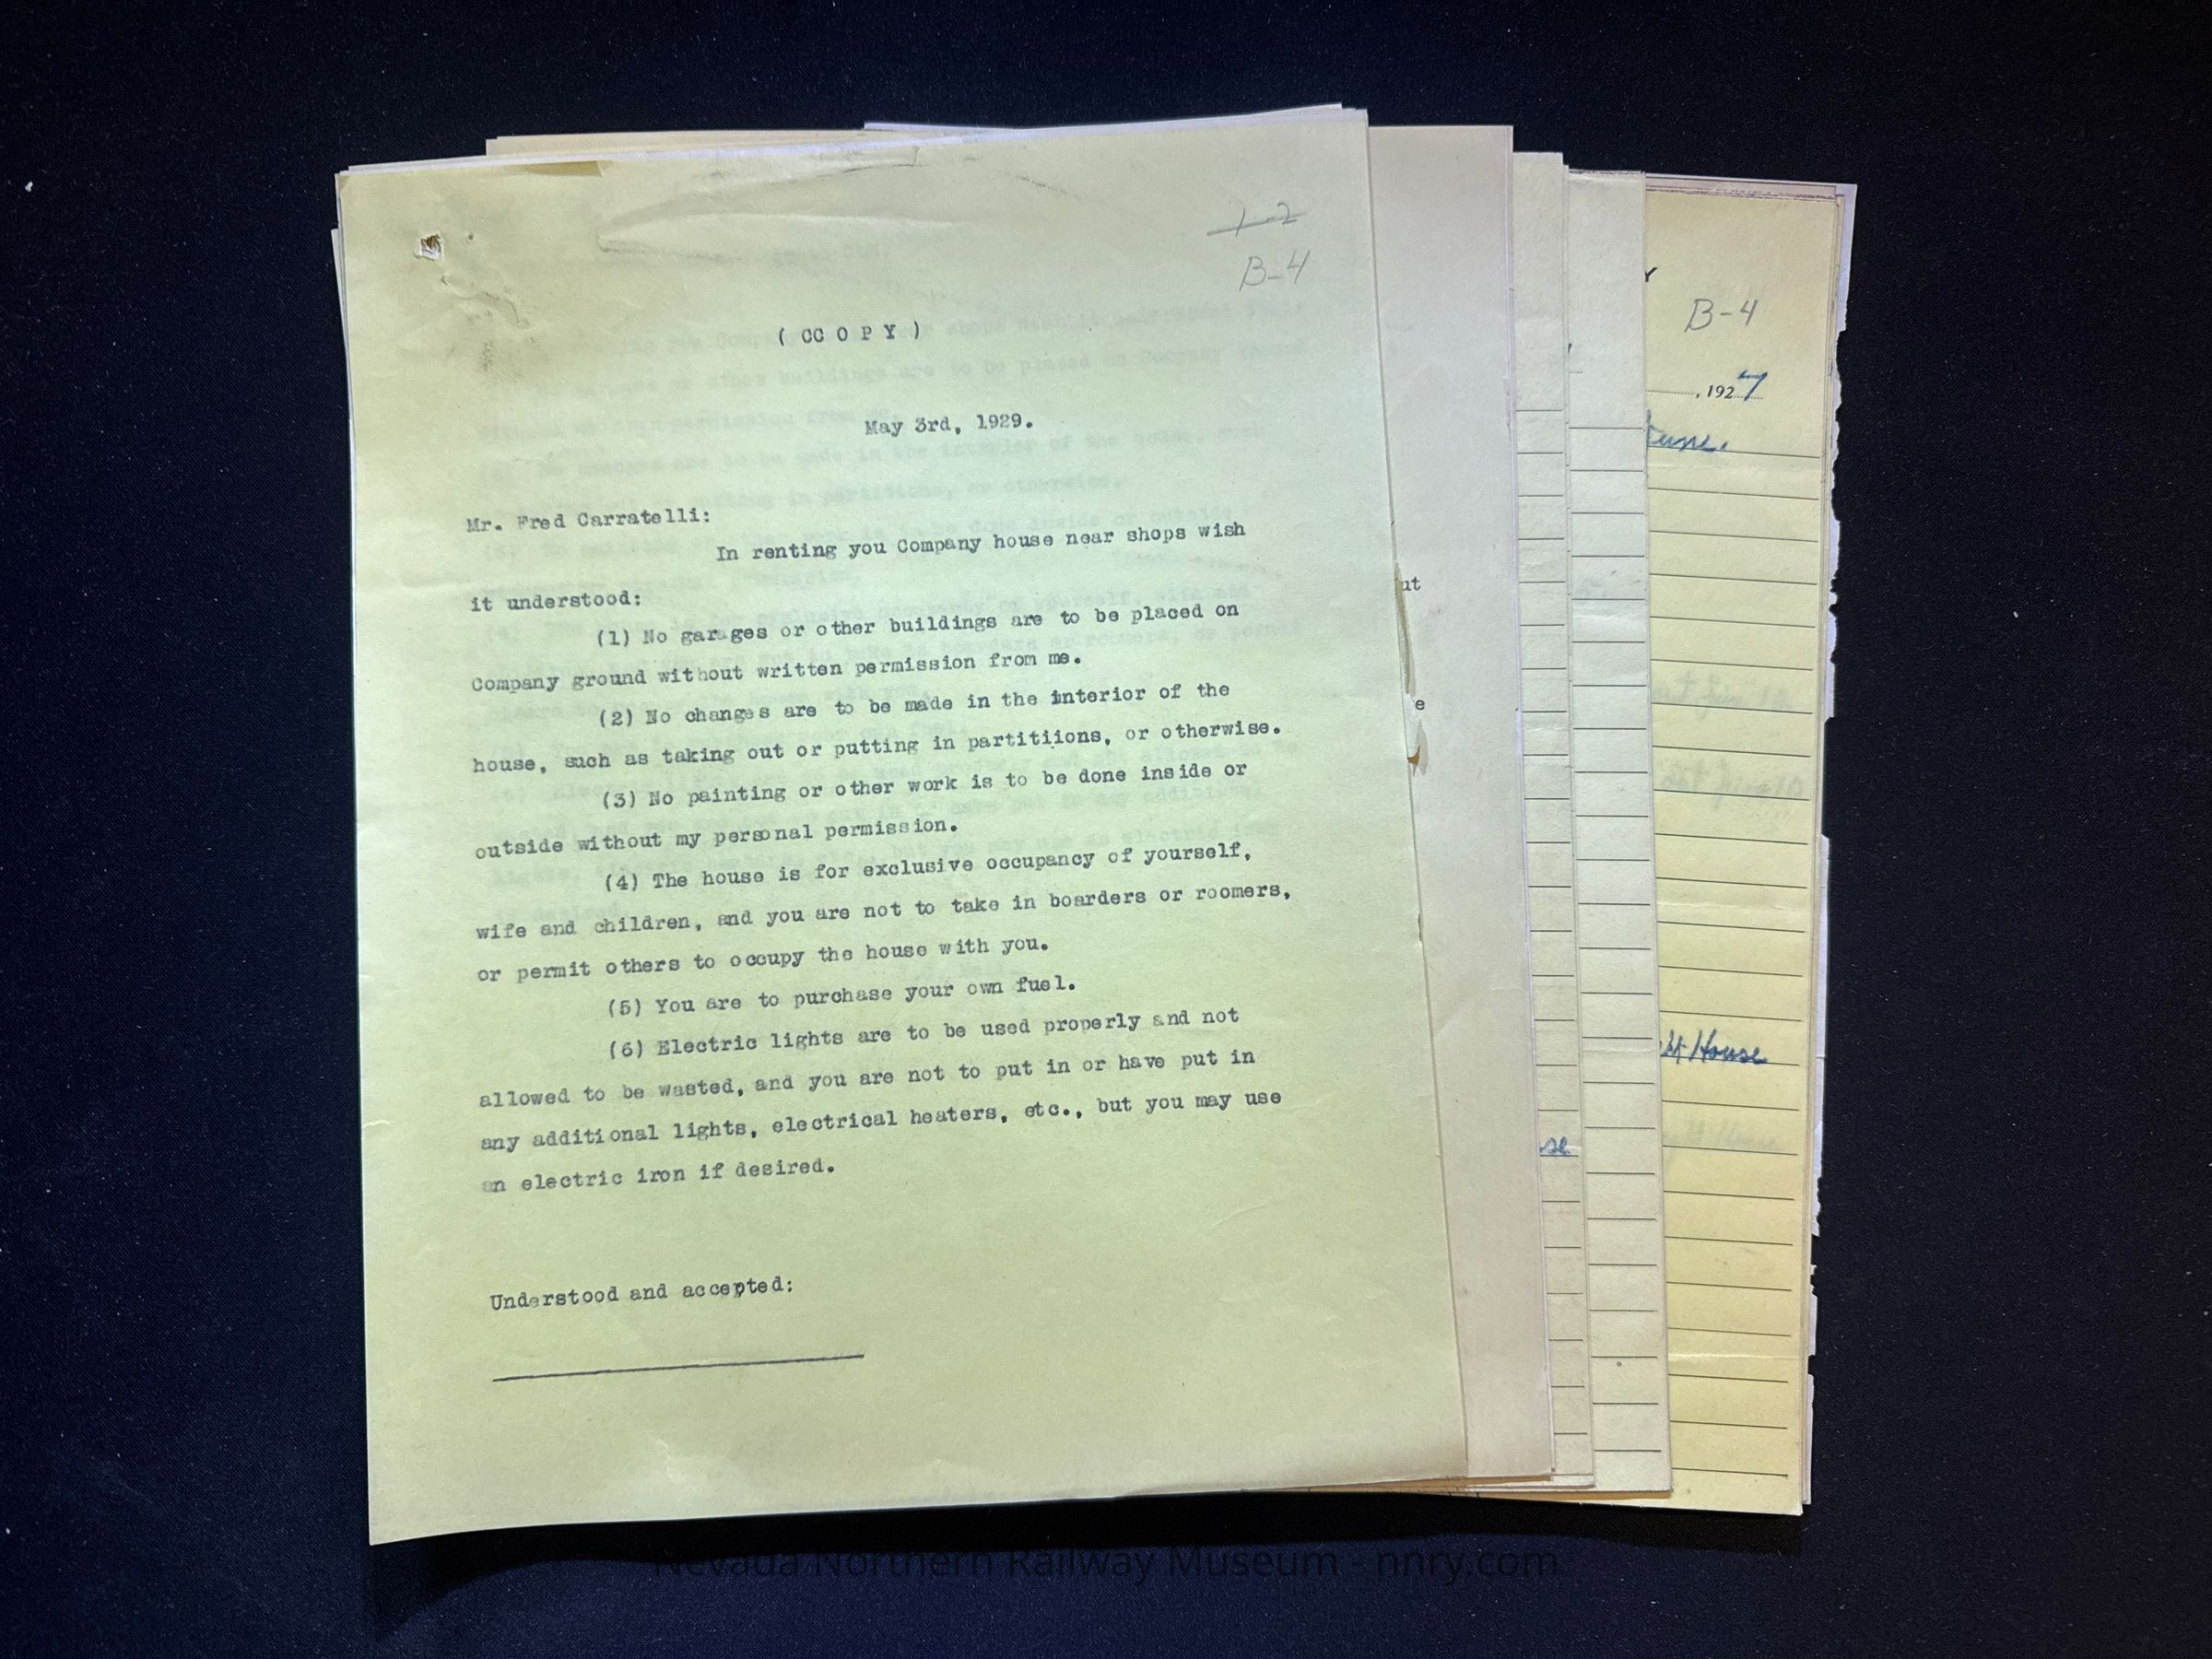 1-2
B-4
( CC O P Y )
May 3rd, 1929.
Mr. Fred Carratelli:
In renting you Company house near shops wish
it understood:
(1) No garages or other buildings are to be placed on
Company ground without written permission from me.
(2) No changes are to be made in the interior of the
house, such as taking out or putting in partitiions, or otherwise.
(3) No painting or other work is to be done inside or
outside without my personal permission.
(4) The house is for exclusive occupancy of yourself,
wife and children, and you are not to take in boarders or roomers,
or permit others to occupy the house with you.
(5) You are to purchase your own fuel.
(6) Electric lights are to be used properly and not
allowed to be wasted, and you are not to put in or have put in
any additional lights, electrical heaters, etc., but you may use
an electric iron if desired.
Understood and accepted:
ut
e
se
Y
B-4
, 1927
House
Nevada Northern Railway Museum - nnry.com